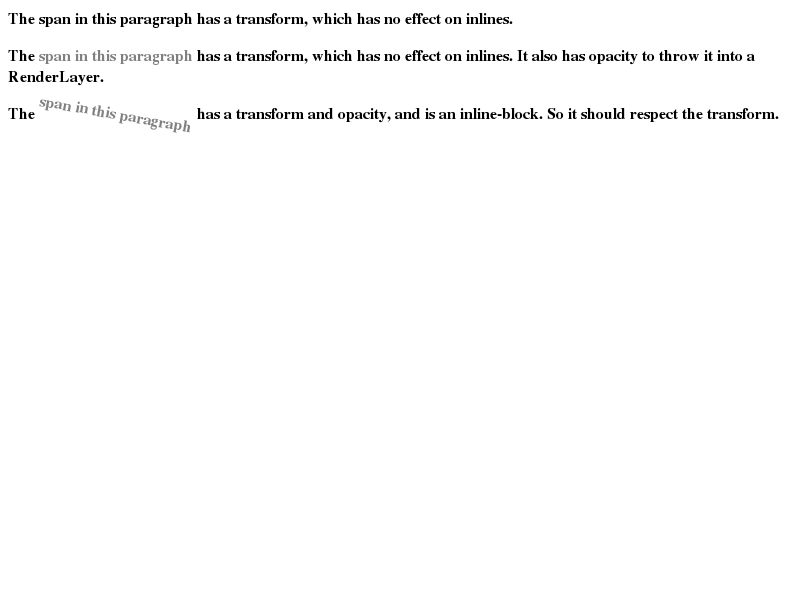 The span in this paragraph has a transform, which has no effect on inlines.
The span in this paragraph has a transform, which has no effect on inlines. It also has opacity to throw it into a
RenderLayer.
The span in this paragraph has a transform and opacity, and is an inline-block. So it should respect the transform.